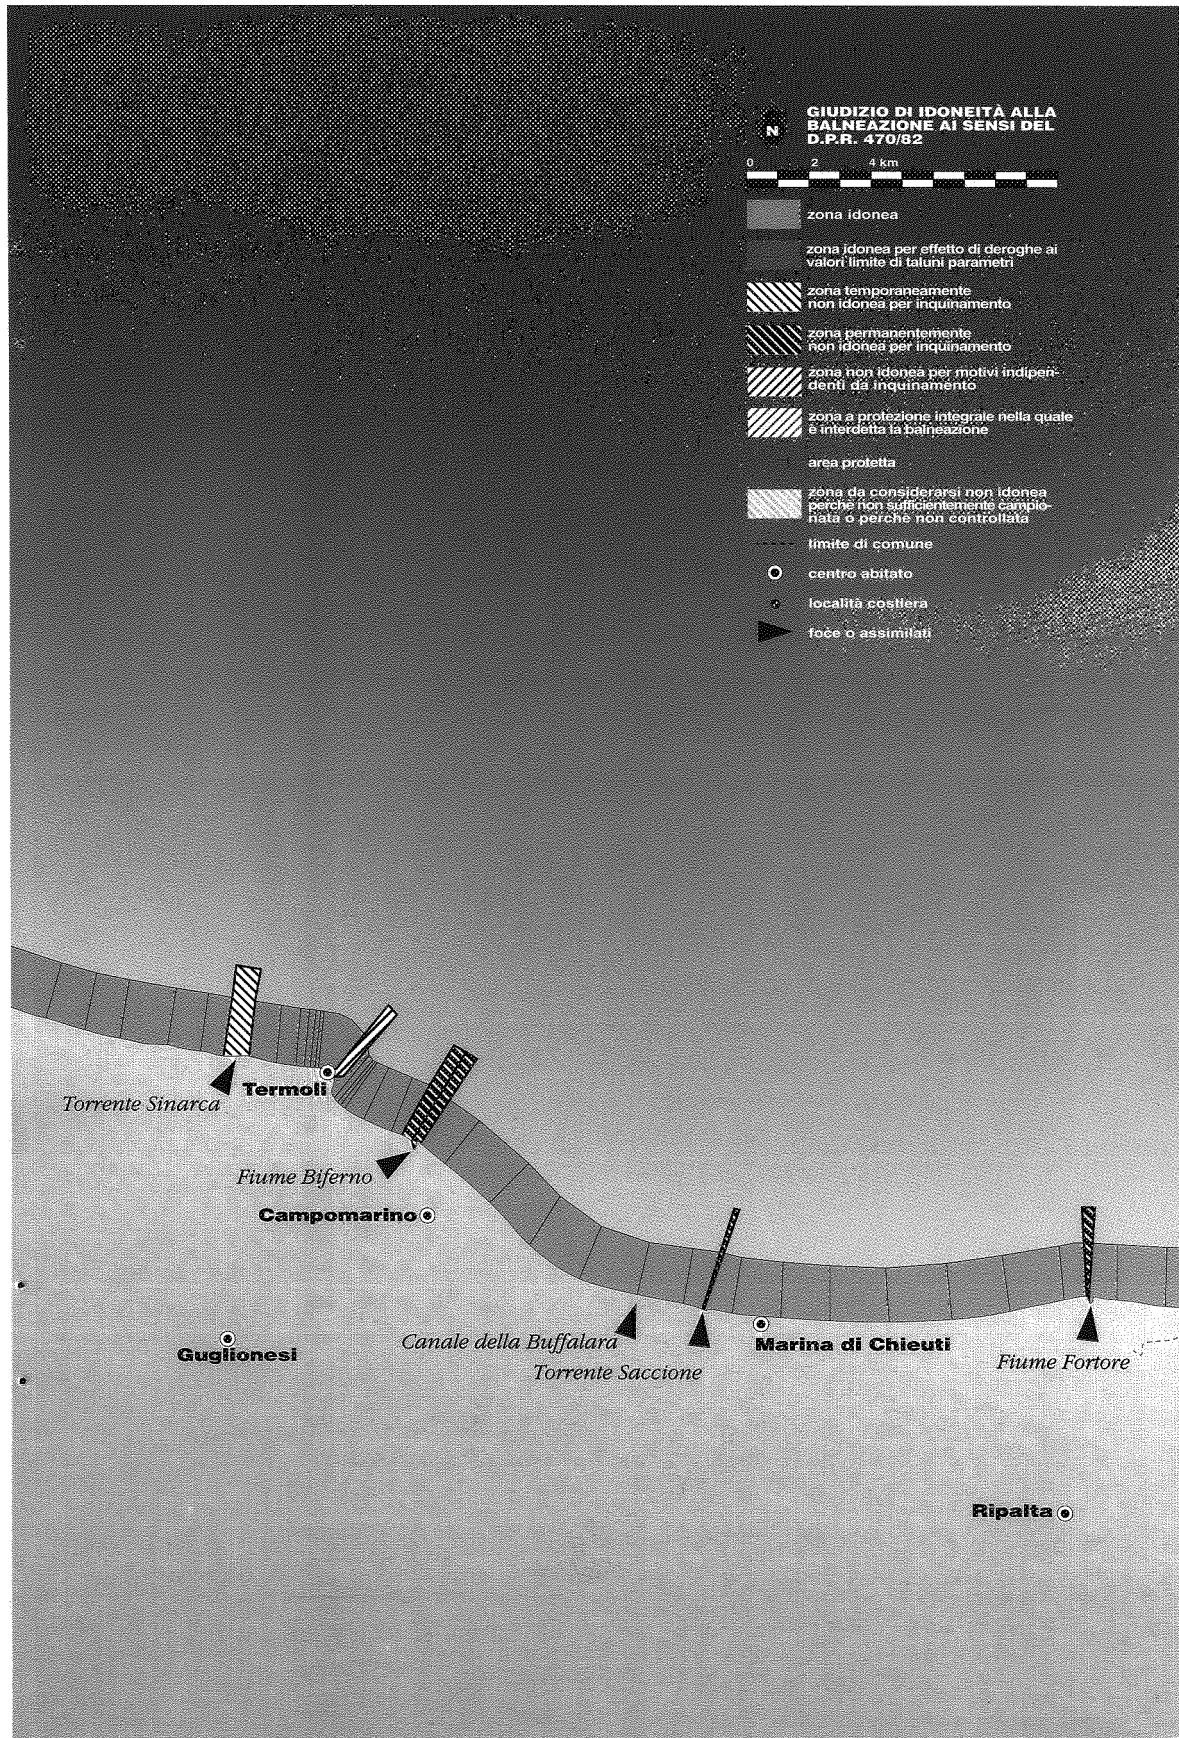 GIUDIZIO DI IDONEITÀ ALLA
BALNEAZIONE AI SENSI DEL
D.P.R. 470/82
N
0 2 4 km
zona idonea
zona idonea per effetto di deroghe ai
valori limite di taluni parametri
zona temporaneamente
non idonea per inquinamento
zona permanentemente
non idonea per inquinamento
zona non idonea per motivi indipen-
denti da inquinamento
zona a protezione integrale nella quale
è interdetta la balneazione
area protetta
zona da considerarsi non idonea
perchè non sufficientemente campio-
nata o perchè non controllata
limite di comune
centro abitato
località costiera
foce o assimilati
Termoli
Torrente Sinarca
Fiume Biferno
Campomarino
Guglionesi
Canale della Buffalara
Marina di Chieuti
Torrente Saccione
Fiume Fortore
Ripalta